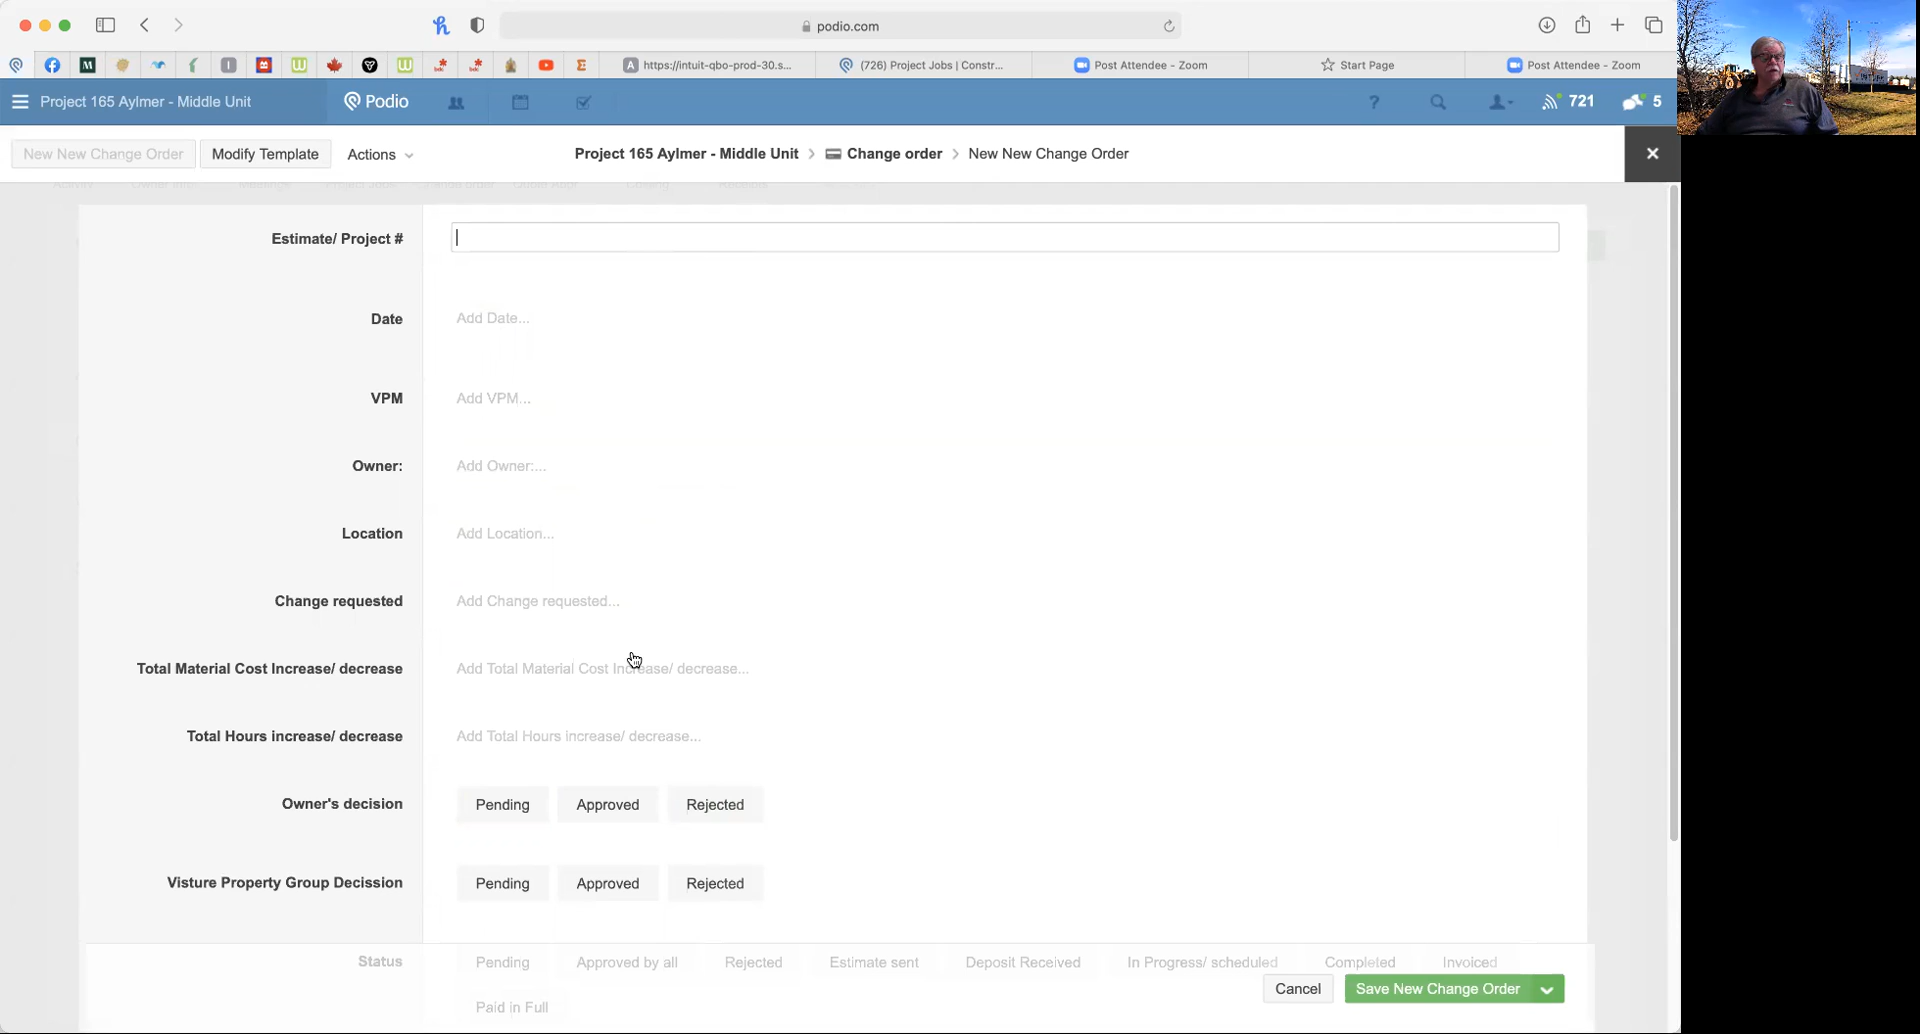 podio.com
https://intuit-qbo-prod-30.s...
(726) Project Jobs | Constr...
Post Attendee - Zoom
Start Page
Post Attendee - Zoom
Project 165 Aylmer - Middle Unit
Podio
?
721
5
New New Change Order
Modify Template
Actions
Project 165 Aylmer - Middle Unit > Change order > New New Change Order
Estimate/ Project #
Date
Add Date...
VPM
Add VPM...
Owner:
Add Owner:...
Location
Add Location...
Change requested
Add Change requested...
Total Material Cost Increase/ decrease
Add Total Material Cost Increase/ decrease...
Total Hours increase/ decrease
Add Total Hours increase/ decrease...
Owner's decision
Pending Approved Rejected
Visture Property Group Decission
Pending Approved Rejected
Status
Pending Approved by all Rejected Estimate sent Deposit Received In Progress/ scheduled Completed Invoiced
Paid in Full
Cancel
Save New Change Order